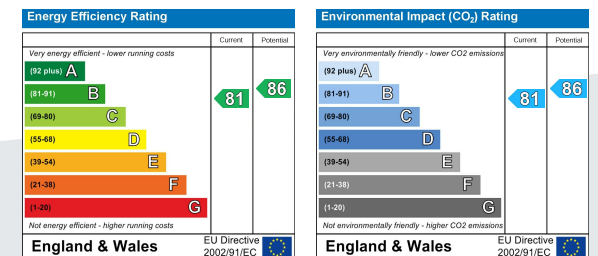 Energy Efficiency Rating
Current Potential
Very energy efficient - lower running costs
(92 plus) A
(81-91) B
(69-80) C
(55-68) D
(39-54) E
(21-38) F
(1-20) G
81
86
Not energy efficient - higher running costs
England & Wales
EU Directive
2002/91/EC
Environmental Impact (CO₂) Rating
Current Potential
Very environmentally friendly - lower CO2 emissions
(92 plus) A
(81-91) B
(69-80) C
(55-68) D
(39-54) E
(21-38) F
(1-20) G
81
86
Not environmentally friendly - higher CO2 emissions
England & Wales
EU Directive
2002/91/EC